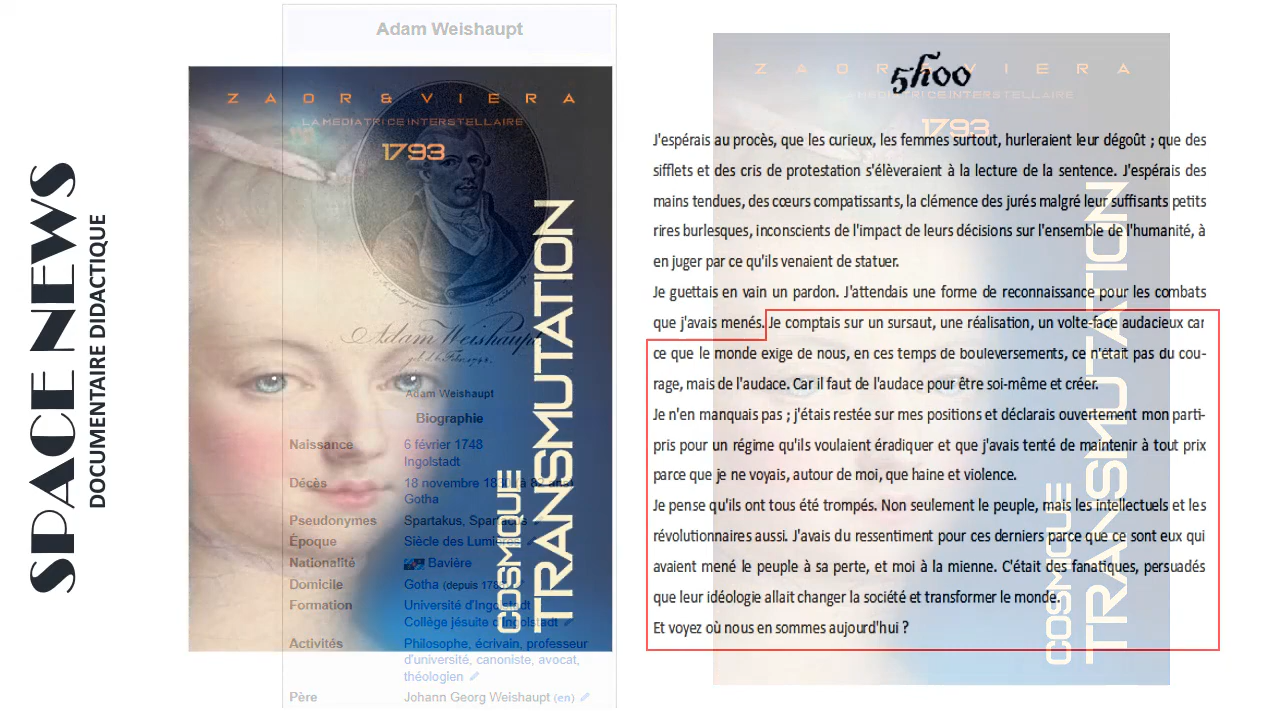 SPACE NEWS
DOCUMENTAIRE DIDACTIQUE
Adam Weishaupt
ZAOR & VIERA
LA MEDIATRICE INTERSTELLAIRE
1793
Adam Weishaupt
COSMIQUE
TRANSMUTATION
Adam Weishaupt
Biographie
Naissance 6 février 1748
Ingolstadt
Décès 18 novembre 1830 (à 82 ans)
Gotha
Pseudonymes Spartakus, Spartacus
Époque Siècle des Lumières
Nationalité Bavière
Domicile Gotha (depuis
Formation Université d'Ingolstadt
Collège jésuite d'Ingolstadt
Activités Philosophe, écrivain, professeur
d'université, canoniste, avocat,
théologien
Père Johann Georg Weishaupt (en)
ZAOR & VIERA
LA MEDIATRICE INTERSTELLAIRE
1793
5h00
J'espérais au procès, que les curieux, les femmes surtout, hurleraient leur dégoût ; que des
sifflets et des cris de protestation s'élèveraient à la lecture de la sentence. J'espérais des
mains tendues, des cœurs compatissants, la clémence des jurés malgré leur suffisants petits
rires burlesques, inconscients de l'impact de leurs décisions sur l'ensemble de l'humanité, à
en juger par ce qu'ils venaient de statuer.
Je guettais en vain un pardon. J'attendais une forme de reconnaissance pour les combats
que j'avais menés. Je comptais sur un sursaut, une réalisation, un volte-face audacieux car
ce que le monde exige de nous, en ces temps de bouleversements, ce n'était pas du cou-
rage, mais de l'audace. Car il faut de l'audace pour être soi-même et créer.
Je n'en manquais pas ; j'étais restée sur mes positions et déclarais ouvertement mon parti-
pris pour un régime qu'ils voulaient éradiquer et que j'avais tenté de maintenir à tout prix
parce que je ne voyais, autour de moi, que haine et violence.
Je pense qu'ils ont tous été trompés. Non seulement le peuple, mais les intellectuels et les
révolutionnaires aussi. J'avais du ressentiment pour ces derniers parce que ce sont eux qui
avaient mené le peuple à sa perte, et moi à la mienne. C'était des fanatiques, persuadés
que leur idéologie allait changer la société et transformer le monde.
Et voyez où nous en sommes aujourd'hui ?
COSMIQUE
TRANSMUTATION